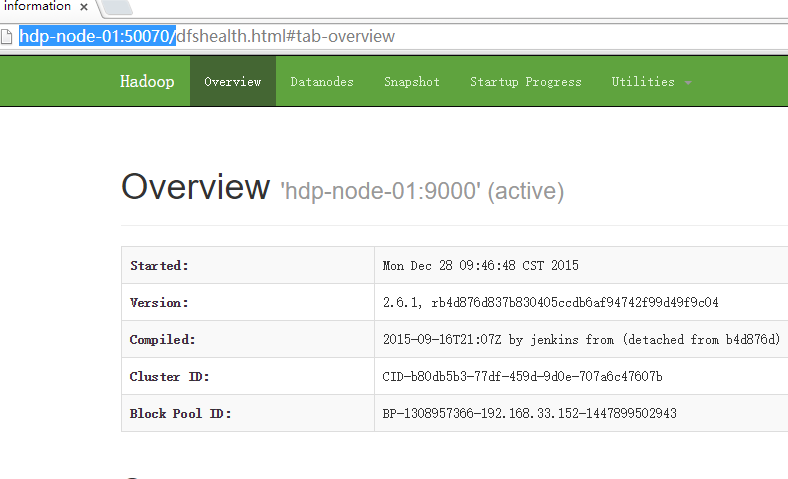 information
hdp-node-01:50070/dfshealth.html#tab-overview
Hadoop Overview Datanodes Snapshot Startup Progress Utilities
Overview 'hdp-node-01:9000' (active)
Started: Mon Dec 28 09:46:48 CST 2015
Version: 2.6.1, rb4d876d837b830405ccdb6af94742f99d49f9c04
Compiled: 2015-09-16T21:07Z by jenkins from (detached from b4d876d)
Cluster ID: CID-b80db5b3-77df-459d-9d0e-707a6c47607b
Block Pool ID: BP-1308957366-192.168.33.152-1447899502943